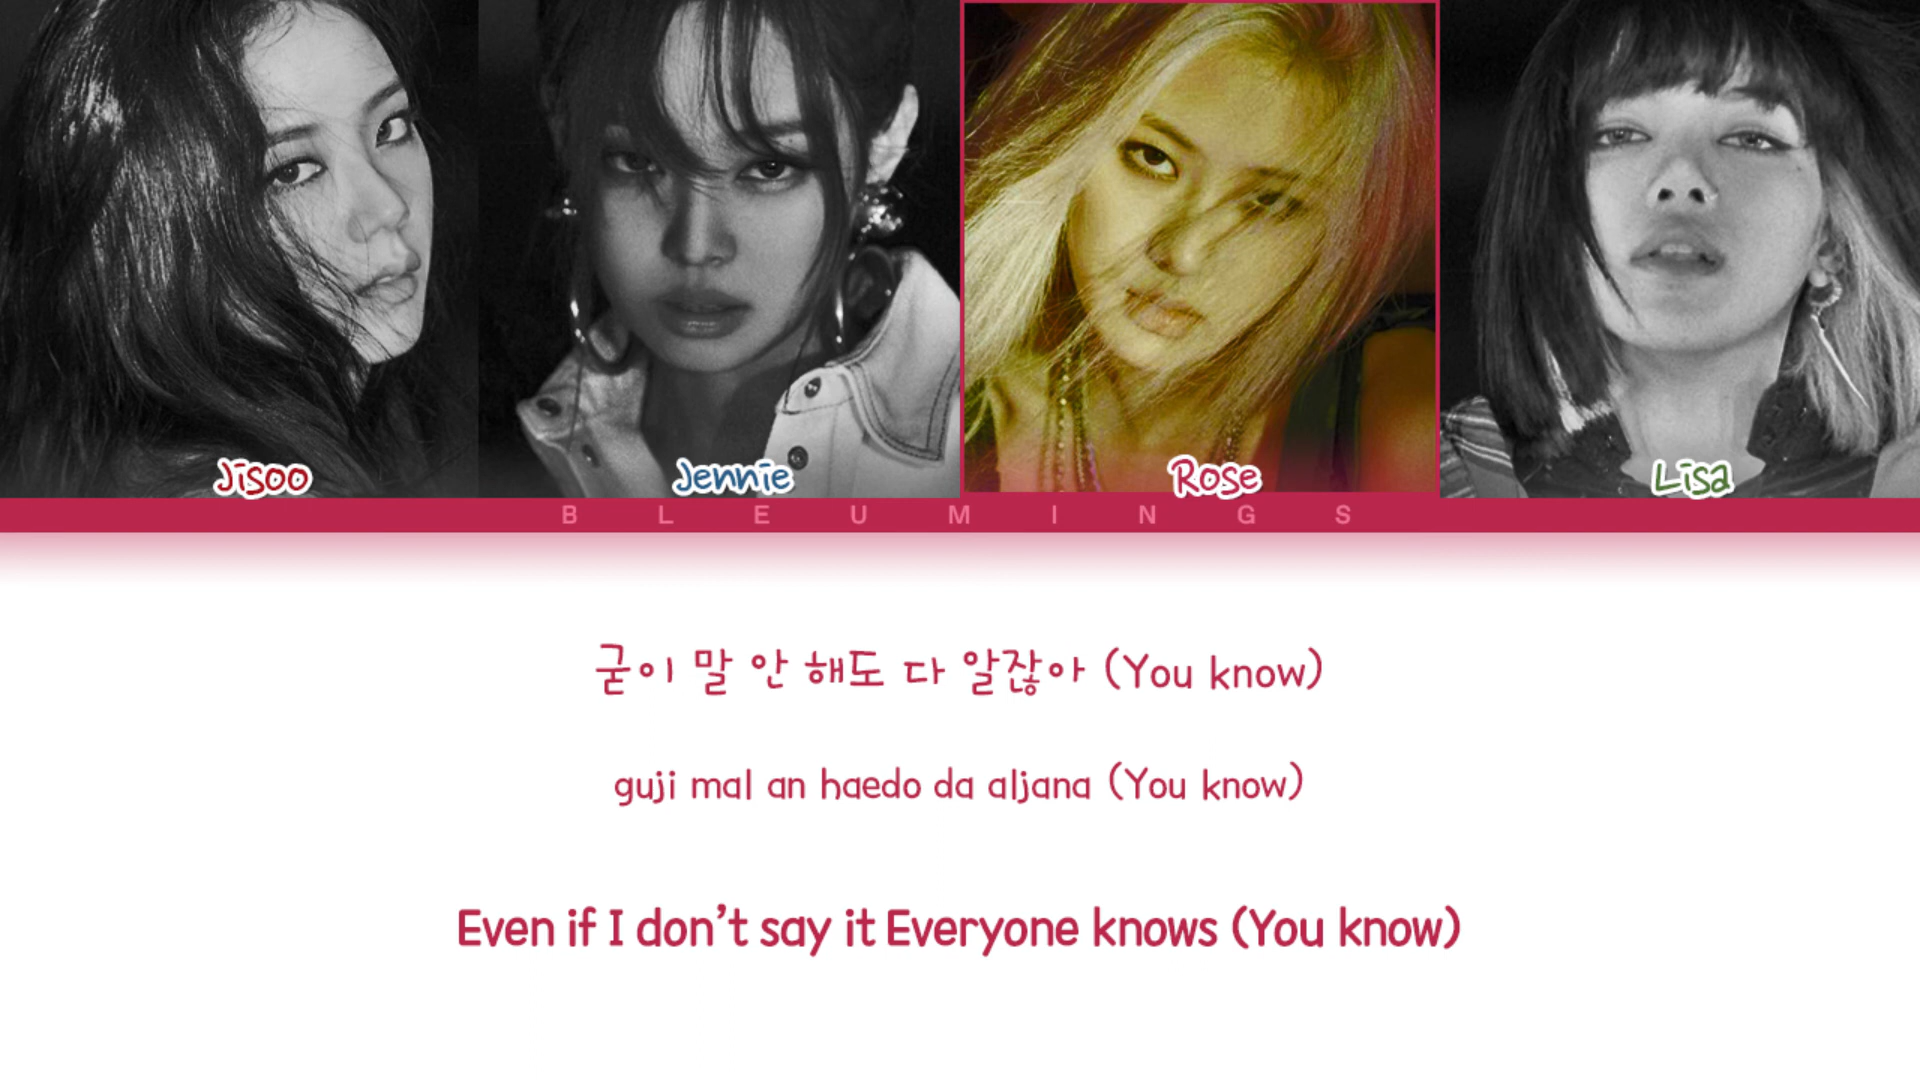 Jisoo Jennie Rose Lisa
BLEUMINGS
굳이 말 안 해도 다 알잖아 (You know)
guji mal an haedo da aljana (You know)
Even if I don't say it Everyone knows (You know)